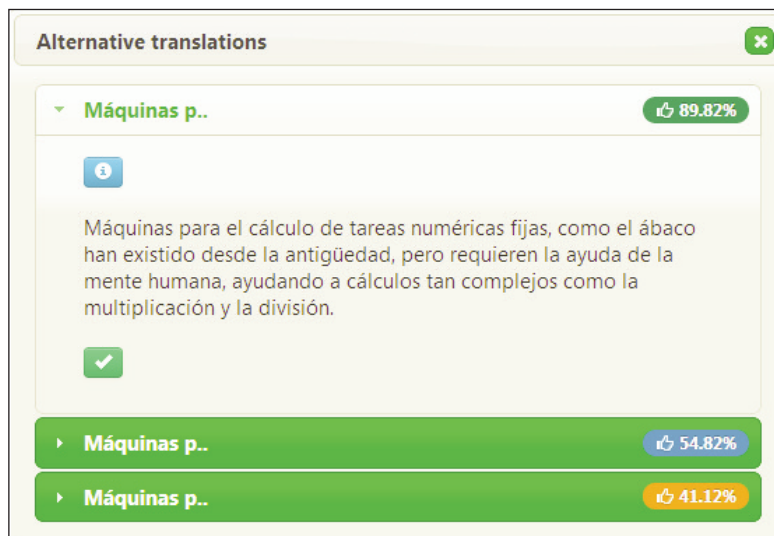 Alternative translations
Máquinas p.. 89.82%
Máquinas para el cálculo de tareas numéricas fijas, como el ábaco
han existido desde la antigüedad, pero requieren la ayuda de la
mente humana, ayudando a cálculos tan complejos como la
multiplicación y la división.
Máquinas p.. 54.82%
Máquinas p.. 41.12%